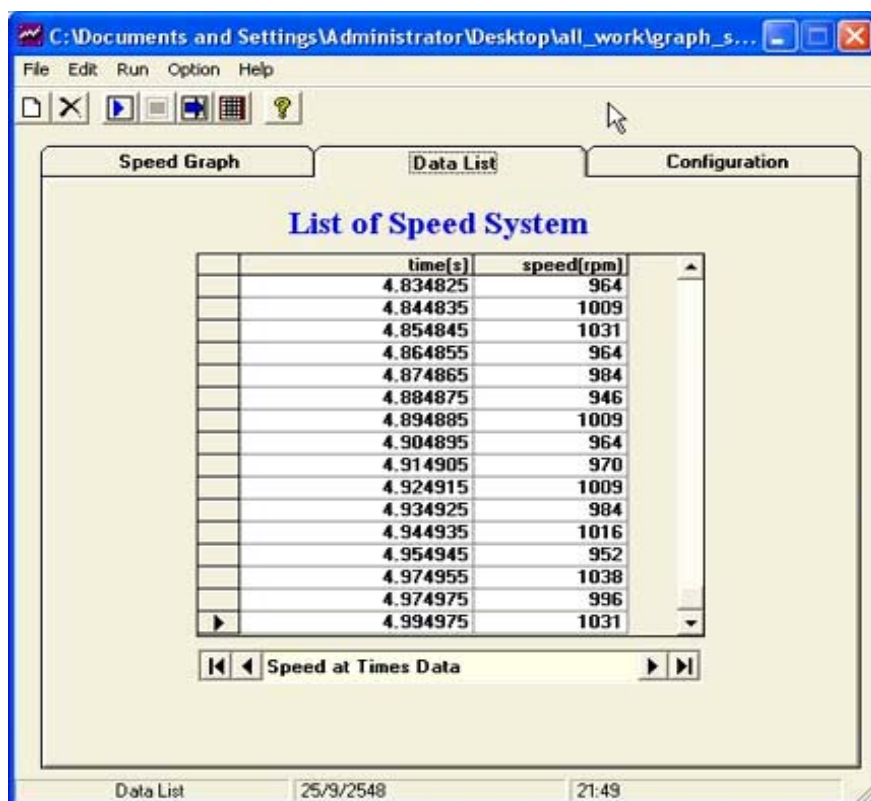 C:\Documents and Settings\Administrator\Desktop\all_work\graph_s...
File Edit Run Option Help
Speed Graph Data List Configuration
List of Speed System
time(s) speed(rpm)
4.834825 964
4.844835 1009
4.854845 1031
4.864855 964
4.874865 984
4.884875 946
4.894885 1009
4.904895 964
4.914905 970
4.924915 1009
4.934925 984
4.944935 1016
4.954945 952
4.974955 1038
4.974975 996
4.994975 1031
Speed at Times Data
Data List 25/9/2548 21:49